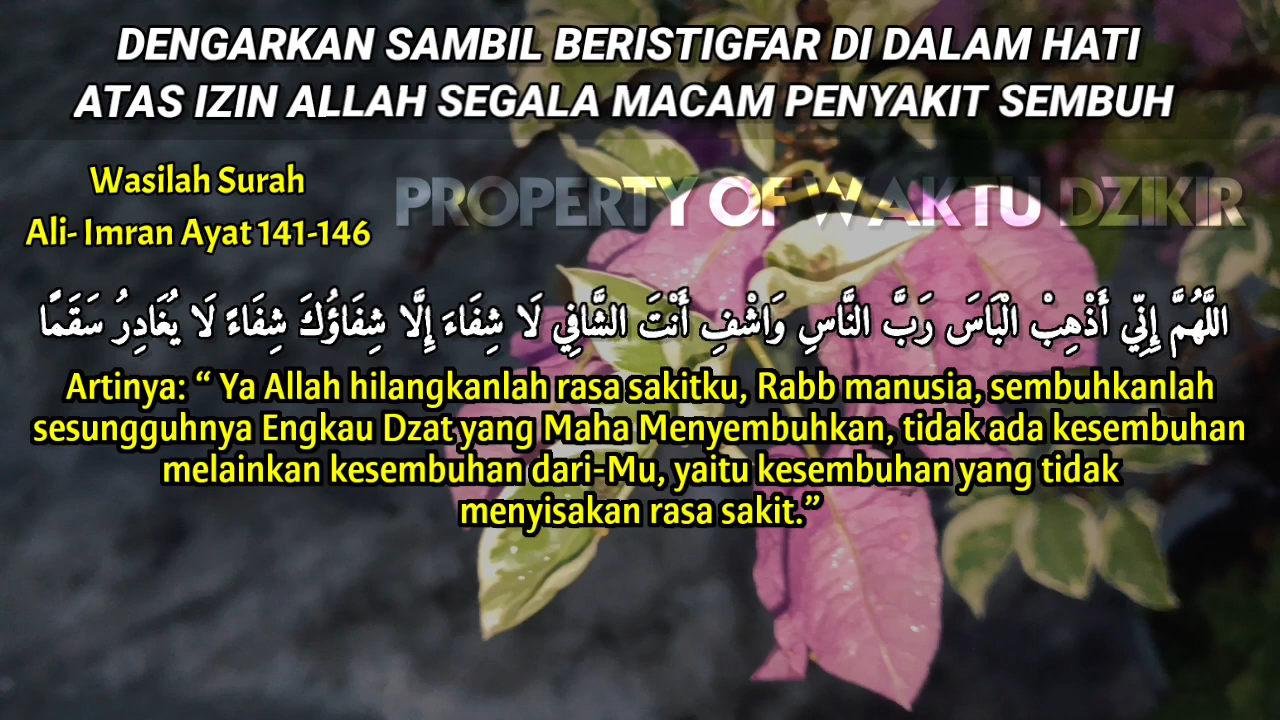 DENGARKAN SAMBIL BERISTIGFAR DI DALAM HATI
ATAS IZIN ALLAH SEGALA MACAM PENYAKIT SEMBUH
Wasilah Surah
Ali- Imran Ayat 141-146
PROPERTY OF WAKTU DZIKIR
اللَّهُمَّ إِنِّي أَذْهِبْ الْبَاسَ رَبَّ النَّاسِ وَاشْفِ أَنْتَ الشَّافِي لَا شِفَاءَ إِلَّا شِفَاؤُكَ شِفَاءً لَا يُغَادِرُ سَقَمًا
Artinya: “ Ya Allah hilangkanlah rasa sakitku, Rabb manusia, sembuhkanlah
sesungguhnya Engkau Dzat yang Maha Menyembuhkan, tidak ada kesembuhan
melainkan kesembuhan dari-Mu, yaitu kesembuhan yang tidak
menyisakan rasa sakit.”